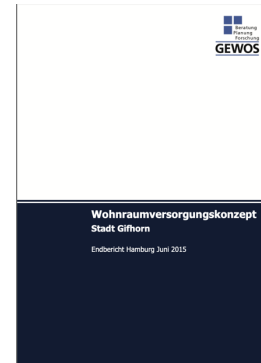 Beratung
Planung
Forschung
GEWOS
Wohnraumversorgungskonzept
Stadt Gifhorn
Endbericht Hamburg Juni 2015